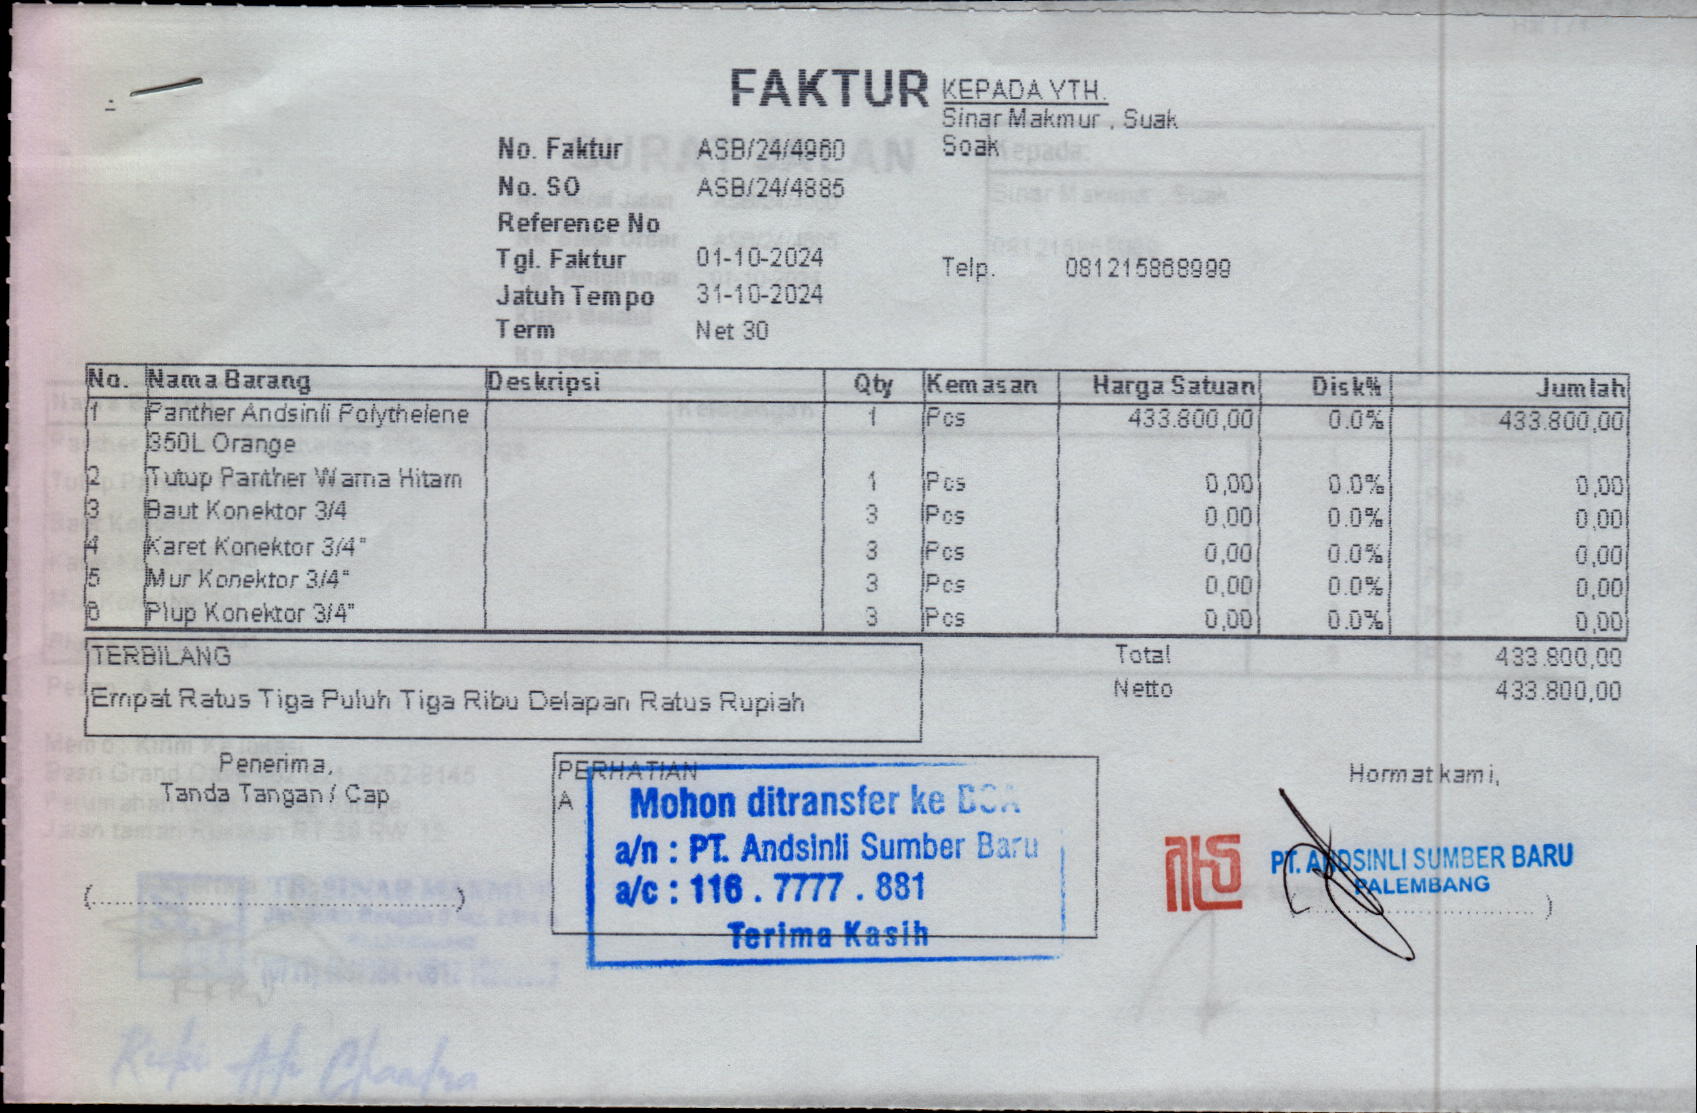 FAKTUR
KEPADA YTH.
Sinar Makmur , Suak
Soak
No. Faktur ASB/24/4960
No. SO ASB/24/4885
Reference No
Tgl. Faktur 01-10-2024
Telp. 081215868999
Jatuh Tempo 31-10-2024
Term Net 30
No. Nama Barang Deskripsi Qty Kemasan Harga Satuan Disk% Jumlah
1 Panther Andsinli Polythelene 1 Pcs 433.800,00 0.0% 433.800,00
350L Orange
2 Tutup Panther Warna Hitam 1 Pcs 0,00 0.0% 0,00
3 Baut Konektor 3/4 3 Pcs 0,00 0.0% 0,00
4 Karet Konektor 3/4" 3 Pcs 0,00 0.0% 0,00
5 Mur Konektor 3/4" 3 Pcs 0,00 0.0% 0,00
6 Plup Konektor 3/4" 3 Pcs 0,00 0.0% 0,00
TERBILANG
Empat Ratus Tiga Puluh Tiga Ribu Delapan Ratus Rupiah
Total 433.800,00
Netto 433.800,00
Penerima,
Tanda Tangan / Cap
(..............................)
PERHATIAN
A
Mohon ditransfer ke BCA
a/n : PT. Andsinli Sumber Baru
a/c : 116 . 7777 . 881
Terima Kasih
Hormat kami,
PT. ANDSINLI SUMBER BARU
PALEMBANG